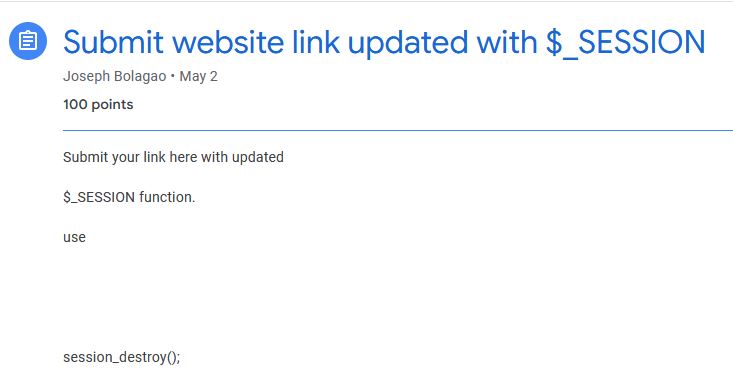 Submit website link updated with $_SESSION
Joseph Bolagao • May 2
100 points
Submit your link here with updated
$_SESSION function.
use
session_destroy();